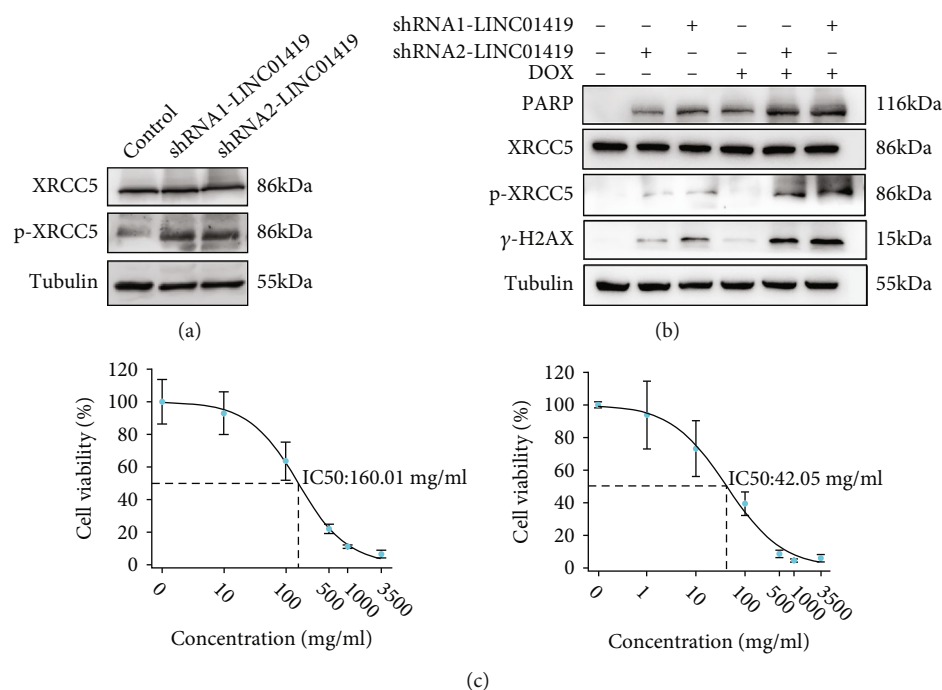 Control
shRNA1-LINC01419
shRNA2-LINC01419
XRCC5 86kDa
p-XRCC5 86kDa
Tubulin 55kDa
(a)
shRNA1-LINC01419 – – + – – +
shRNA2-LINC01419 – + – – + –
DOX – – – + + +
PARP 116kDa
XRCC5 86kDa
p-XRCC5 86kDa
γ-H2AX 15kDa
Tubulin 55kDa
(b)
Cell viability (%)
120
100
80
60
40
20
0
IC50:160.01 mg/ml
0 10 100 500 1000 3500
Concentration (mg/ml)
Cell viability (%)
120
100
80
60
40
20
0
IC50:42.05 mg/ml
0 1 10 100 500 1000 3500
Concentration (mg/ml)
(c)